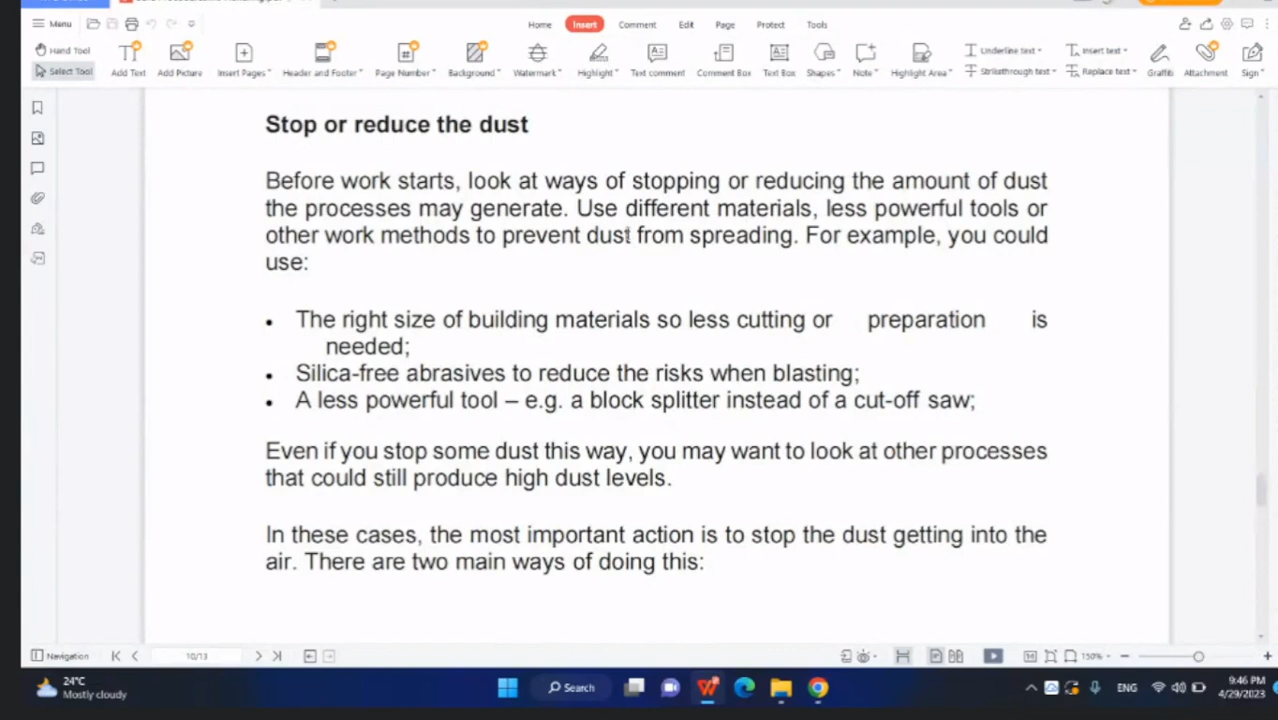 Menu
Home Insert Comment Edit Page Protect Tools
Hand Tool
Select Tool
Add Text Add Picture Insert Pages Header and Footer Page Number Background Watermark Highlight Text comment Comment Box Text Box Shapes Note Highlight Area Underline text Strikethrough text Insert text Replace text Graffiti Attachment Sign
Stop or reduce the dust
Before work starts, look at ways of stopping or reducing the amount of dust
the processes may generate. Use different materials, less powerful tools or
other work methods to prevent dust from spreading. For example, you could
use:
• The right size of building materials so less cutting or preparation is
needed;
• Silica-free abrasives to reduce the risks when blasting;
• A less powerful tool – e.g. a block splitter instead of a cut-off saw;
Even if you stop some dust this way, you may want to look at other processes
that could still produce high dust levels.
In these cases, the most important action is to stop the dust getting into the
air. There are two main ways of doing this:
Navigation 10/13 150%
24°C
Mostly cloudy
Search
ENG
9:46 PM
4/29/2023